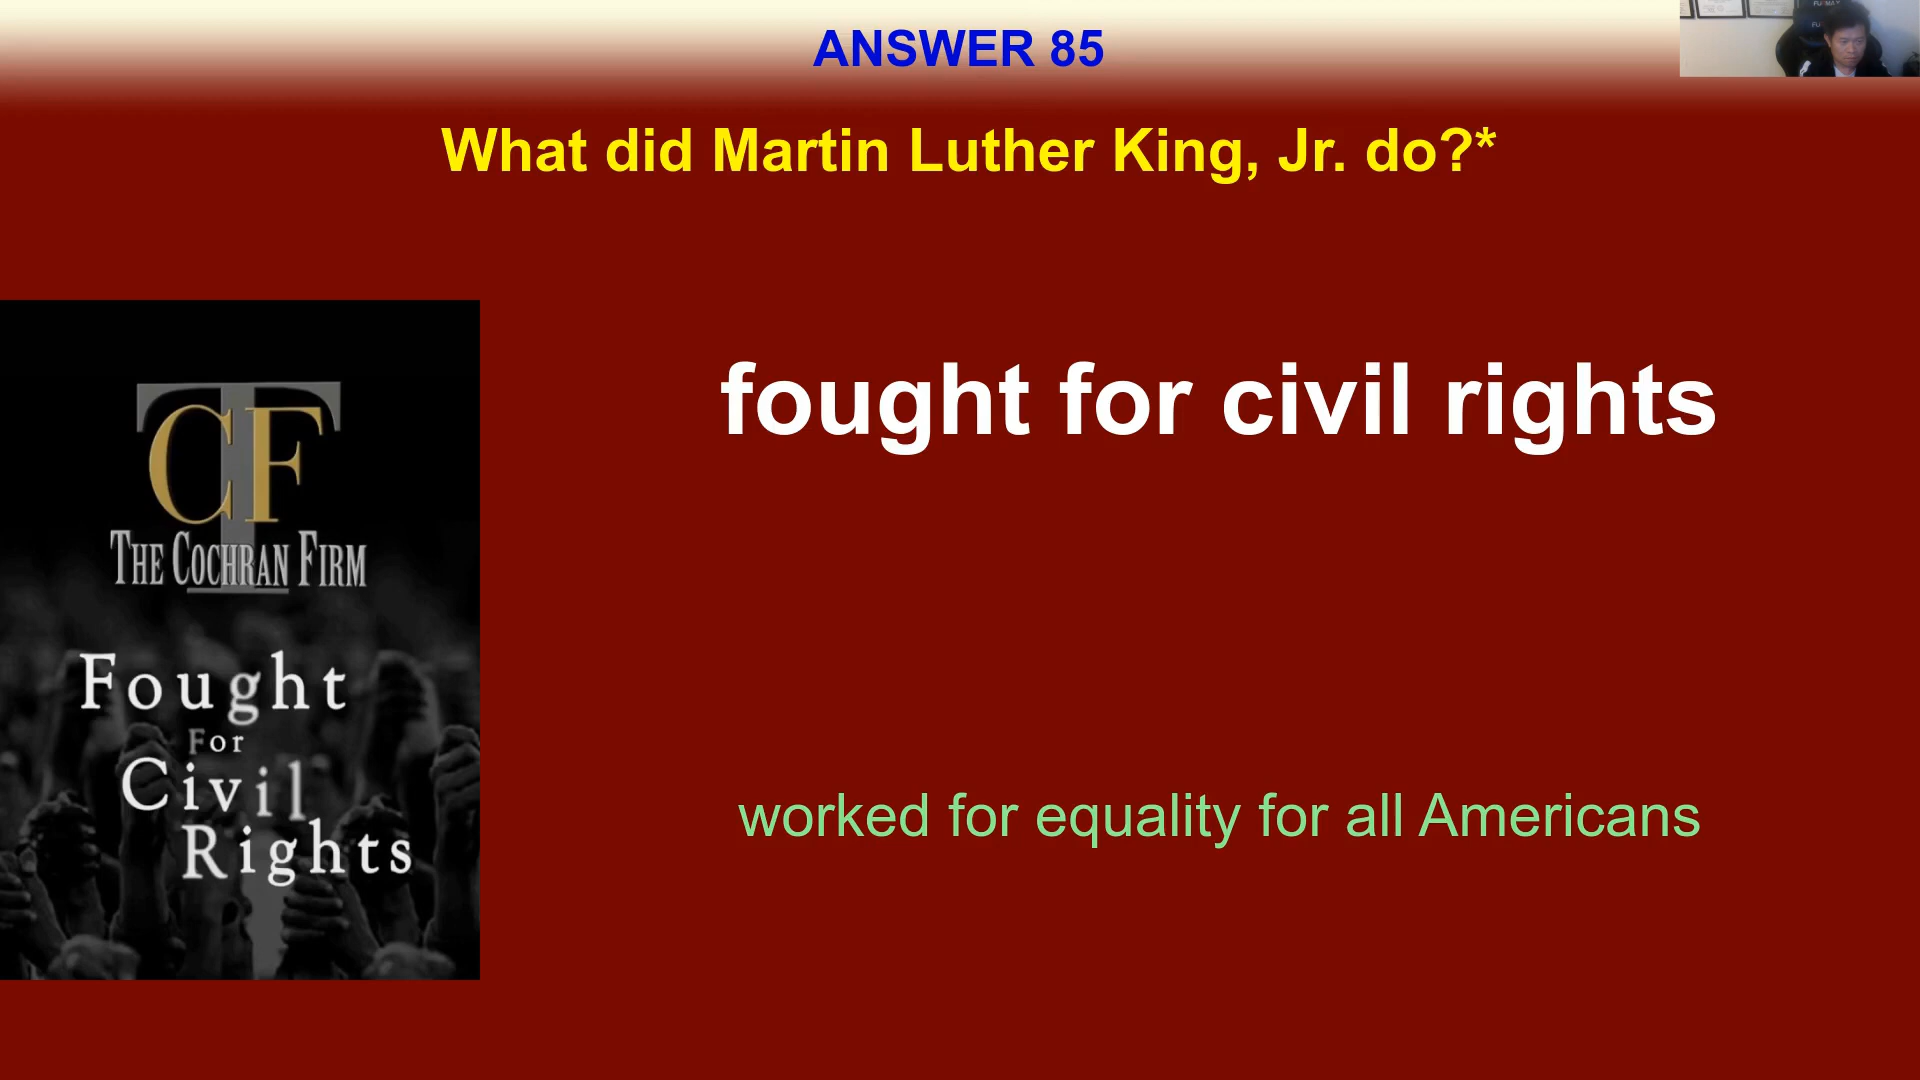 ANSWER 85
What did Martin Luther King, Jr. do?*
fought for civil rights
CF
THE COCHRAN FIRM
Fought
For
Civil
Rights
worked for equality for all Americans